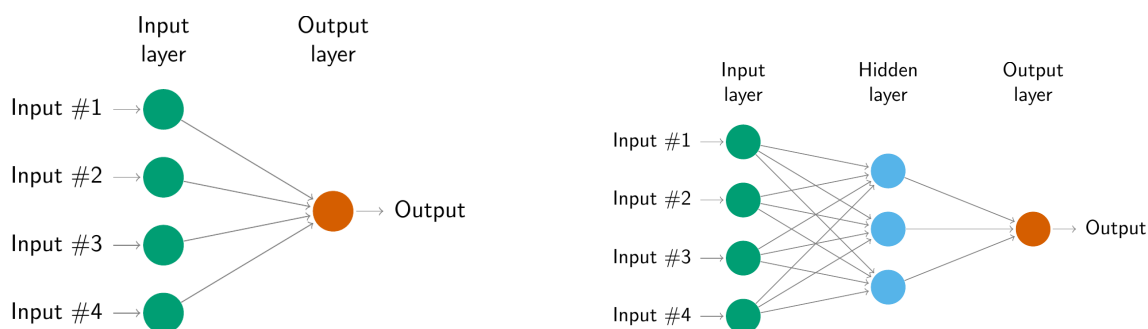 Input
layer
Output
layer
Input #1
Input #2
Input #3
Input #4
Output
Input
layer
Hidden
layer
Output
layer
Input #1
Input #2
Input #3
Input #4
Output